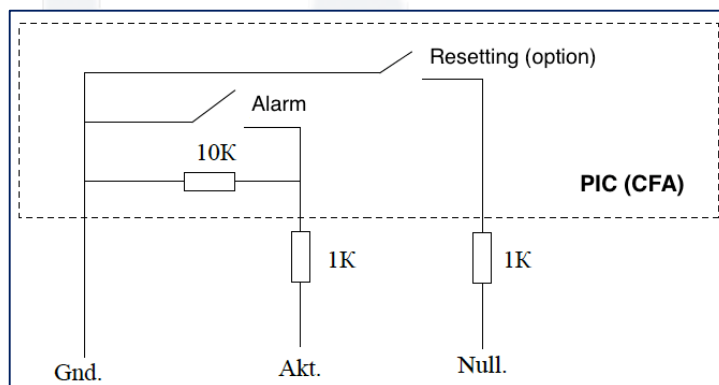 Resetting (option)
Alarm
10K
PIC (CFA)
1K
1K
Gnd.
Akt.
Null.